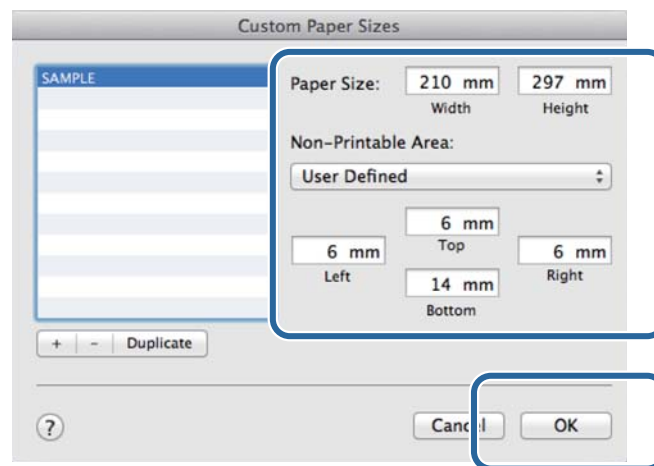 Custom Paper Sizes
SAMPLE
Paper Size: 210 mm 297 mm
Width Height
Non-Printable Area:
User Defined
6 mm
Top
6 mm 6 mm
Left Right
14 mm
Bottom
+ - Duplicate
? Cancel OK